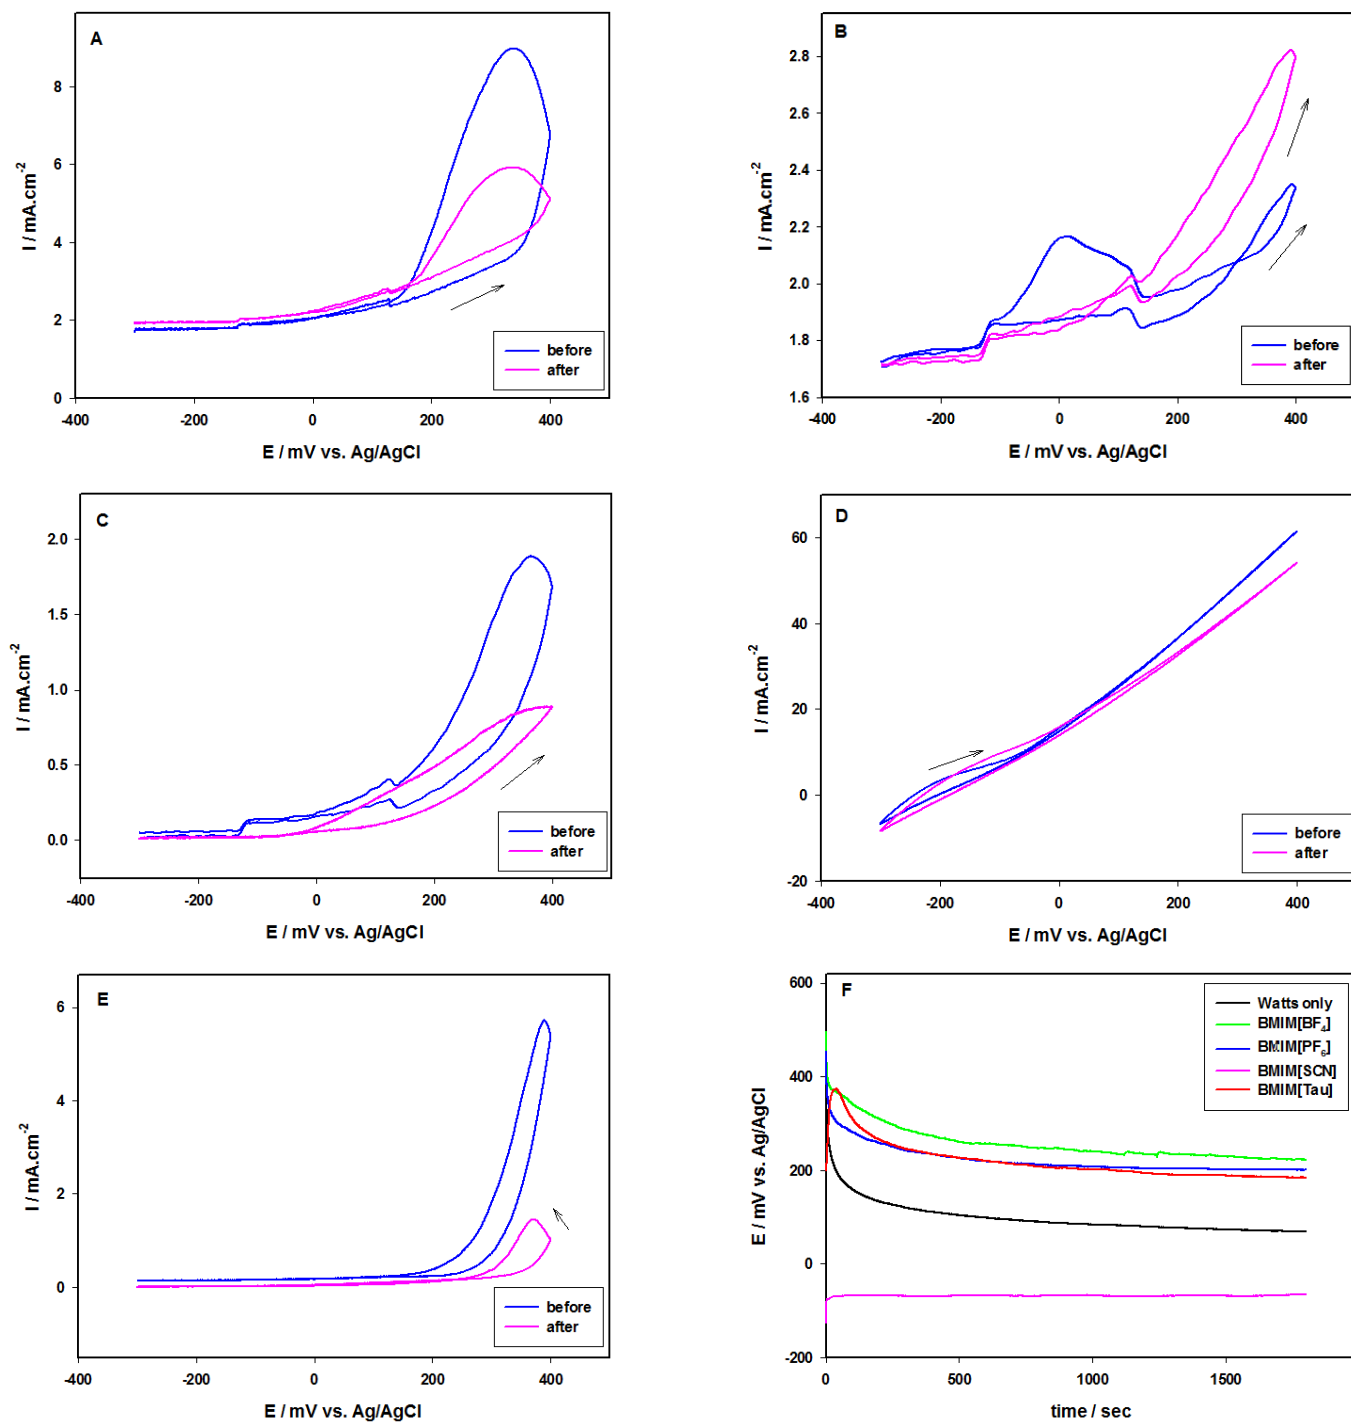 A
I / mA.cm-2
8
6
4
2
0
-400
-200
0
200
400
E / mV vs. Ag/AgCl
before
after
B
I / mA.cm-2
2.8
2.6
2.4
2.2
2.0
1.8
1.6
-400
-200
0
200
400
E / mV vs. Ag/AgCl
before
after
C
I / mA.cm-2
2.0
1.5
1.0
0.5
0.0
-400
-200
0
200
400
E / mV vs. Ag/AgCl
before
after
D
I / mA.cm-2
60
40
20
0
-20
-400
-200
0
200
400
E / mV vs. Ag/AgCl
before
after
E
I / mA.cm-2
6
4
2
0
-400
-200
0
200
400
E / mV vs. Ag/AgCl
before
after
F
E / mV vs. Ag/AgCl
600
400
200
0
-200
0
500
1000
1500
time / sec
Watts only
BMIM[BF4]
BMIM[PF6]
BMIM[SCN]
BMIM[Tau]